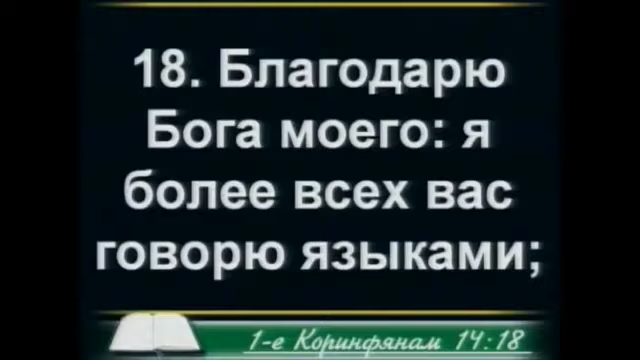 18. Благодарю
Бога моего: я
более всех вас
говорю языками;
1-е Коринфянам 14:18